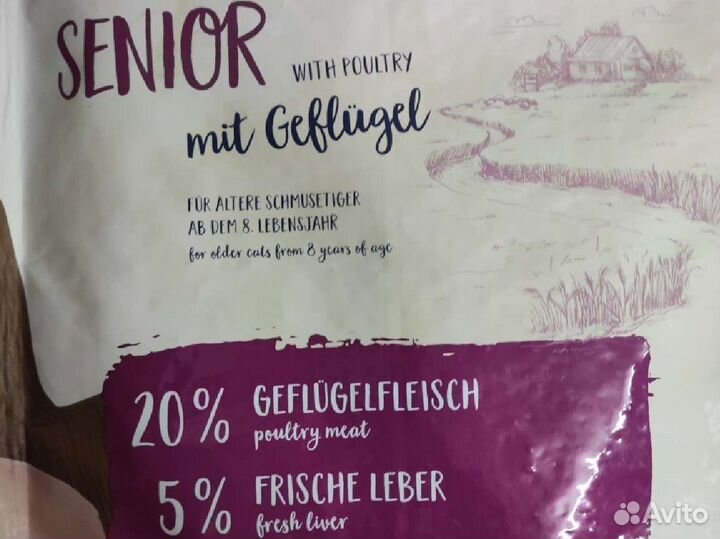 SENIOR
WITH POULTRY
mit Geflügel
FÜR ÄLTERE SCHMUSETIGER
AB DEM 8. LEBENSJAHR
for older cats from 8 years of age
20% GEFLÜGELFLEISCH
poultry meat
5% FRISCHE LEBER
fresh liver
Avito